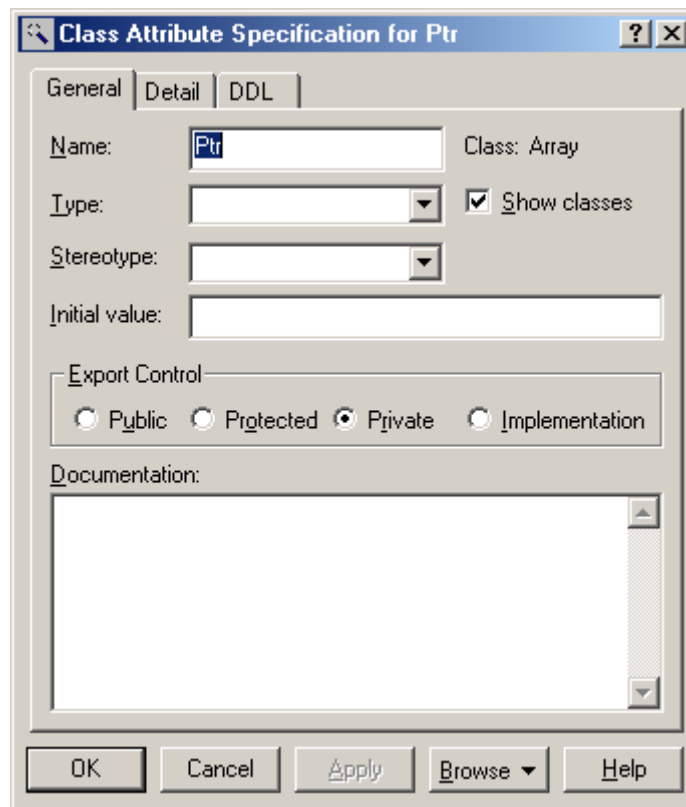 Class Attribute Specification for Ptr
General Detail DDL
Name: Ptr Class: Array
Type: Show classes
Stereotype:
Initial value:
Export Control
Public Protected Private Implementation
Documentation:
OK Cancel Apply Browse Help